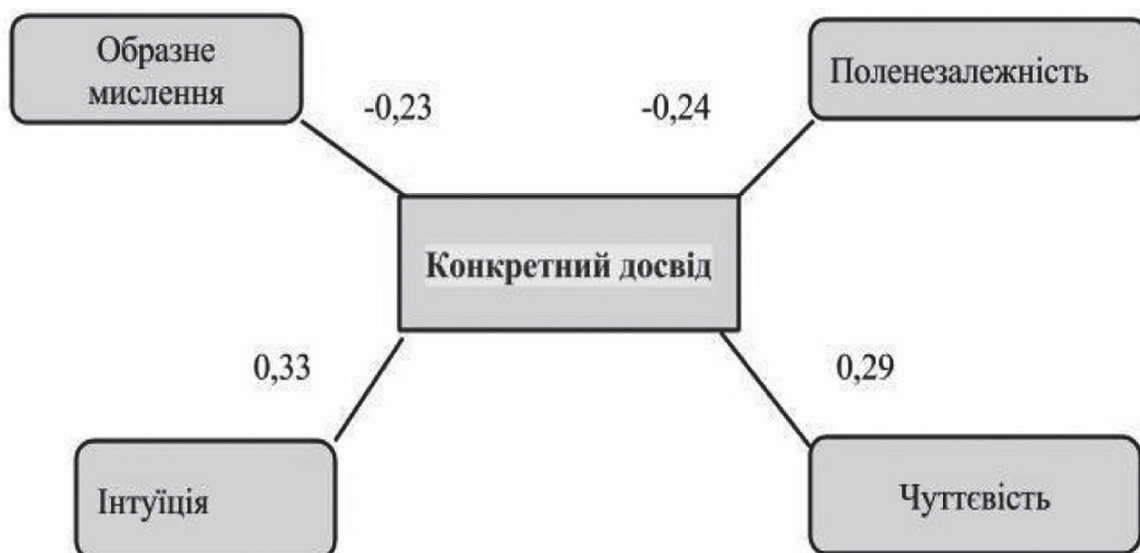 Образне
мислення
Поленезалежність
-0,23
-0,24
Конкретний досвід
0,33
0,29
Інтуїція
Чуттєвість